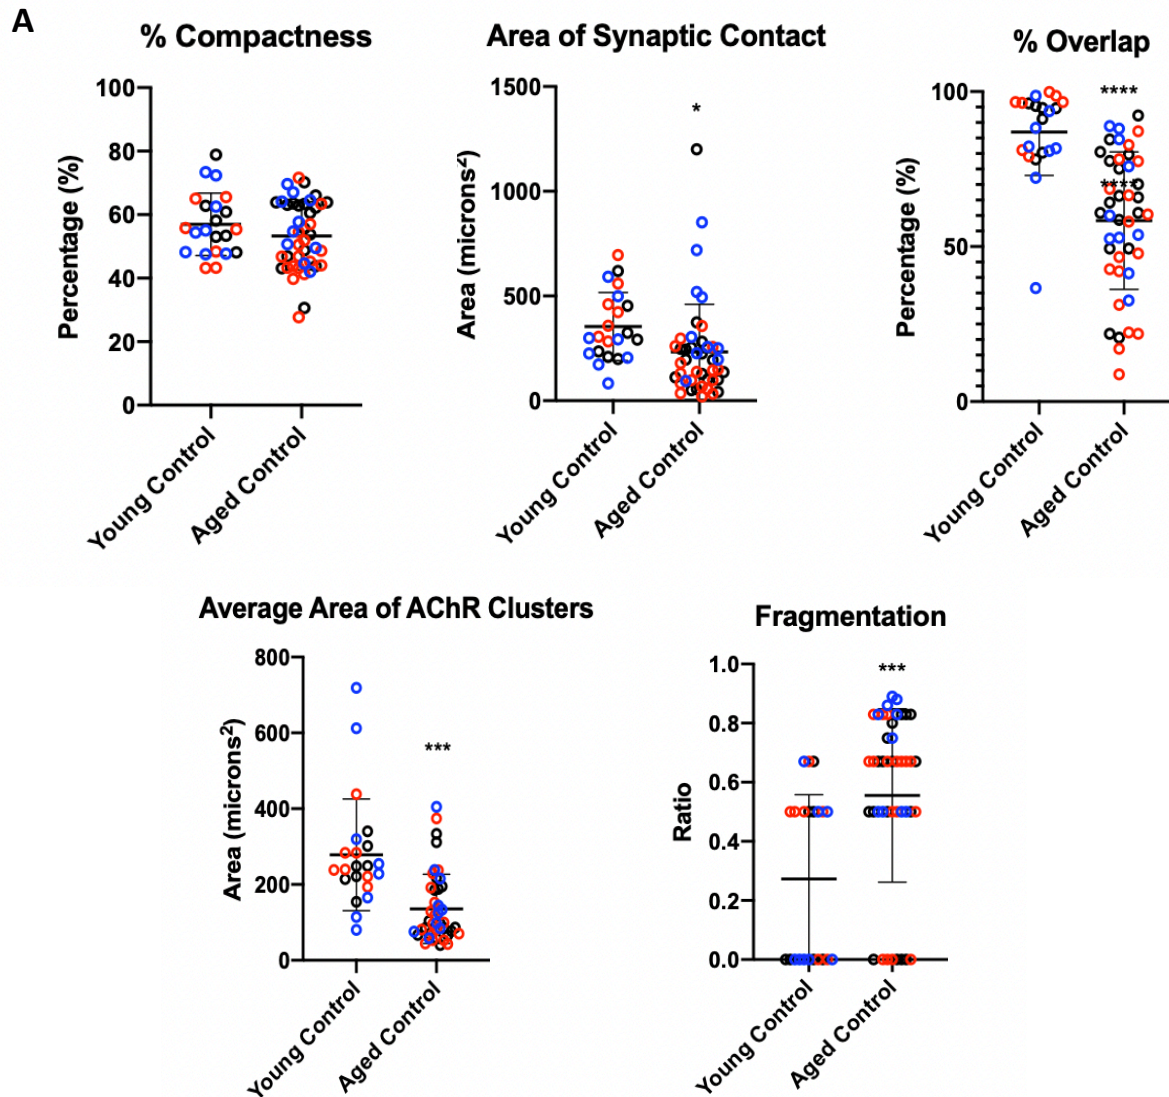 A
% Compactness
Percentage (%)
100
80
60
40
20
0
Young Control
Aged Control
Area of Synaptic Contact
Area (microns²)
1500
1000
500
0
*
Young Control
Aged Control
% Overlap
Percentage (%)
100
50
0
****
****
Young Control
Aged Control
Average Area of AChR Clusters
Area (microns²)
800
600
400
200
0
***
Young Control
Aged Control
Fragmentation
Ratio
1.0
0.8
0.6
0.4
0.2
0.0
***
Young Control
Aged Control